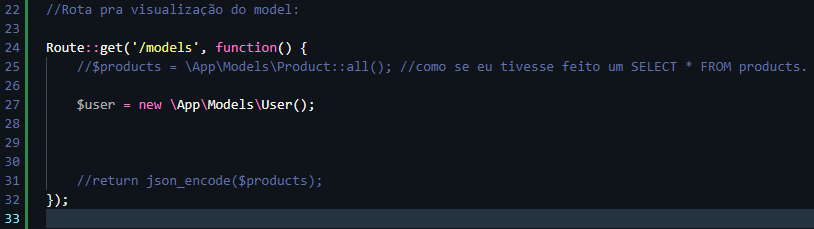 22 //Rota pra visualização do model:
23
24 Route::get('/models', function() {
25     //$products = \App\Models\Product::all(); //como se eu tivesse feito um SELECT * FROM products.
26
27     $user = new \App\Models\User();
28
29
30
31     //return json_encode($products);
32 });
33